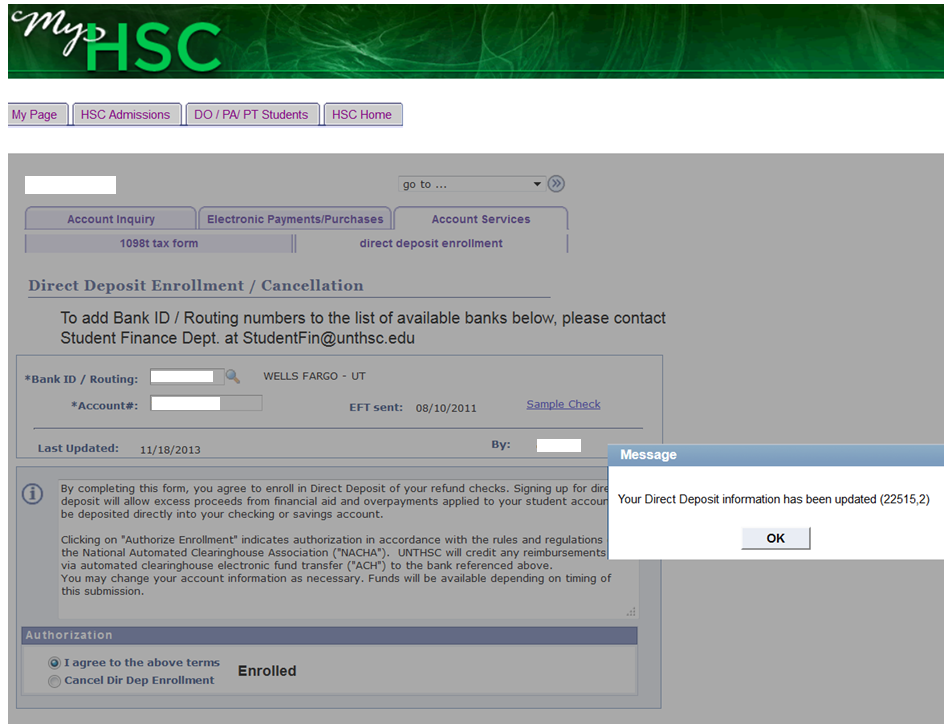 My HSC
My Page HSC Admissions DO / PA/ PT Students HSC Home
go to ...
Account Inquiry Electronic Payments/Purchases Account Services
1098t tax form direct deposit enrollment
Direct Deposit Enrollment / Cancellation
To add Bank ID / Routing numbers to the list of available banks below, please contact
Student Finance Dept. at StudentFin@unthsc.edu
*Bank ID / Routing: WELLS FARGO - UT
*Account#: EFT sent: 08/10/2011 Sample Check
Last Updated: 11/18/2013 By:
Message
Your Direct Deposit information has been updated (22515,2)
OK
By completing this form, you agree to enroll in Direct Deposit of your refund checks. Signing up for dire
deposit will allow excess proceeds from financial aid and overpayments applied to your student accoun
be deposited directly into your checking or savings account.
Clicking on "Authorize Enrollment" indicates authorization in accordance with the rules and regulations
the National Automated Clearinghouse Association ("NACHA"). UNTHSC will credit any reimbursements
via automated clearinghouse electronic fund transfer ("ACH") to the bank referenced above.
You may change your account information as necessary. Funds will be available depending on timing of
this submission.
Authorization
I agree to the above terms
Cancel Dir Dep Enrollment
Enrolled